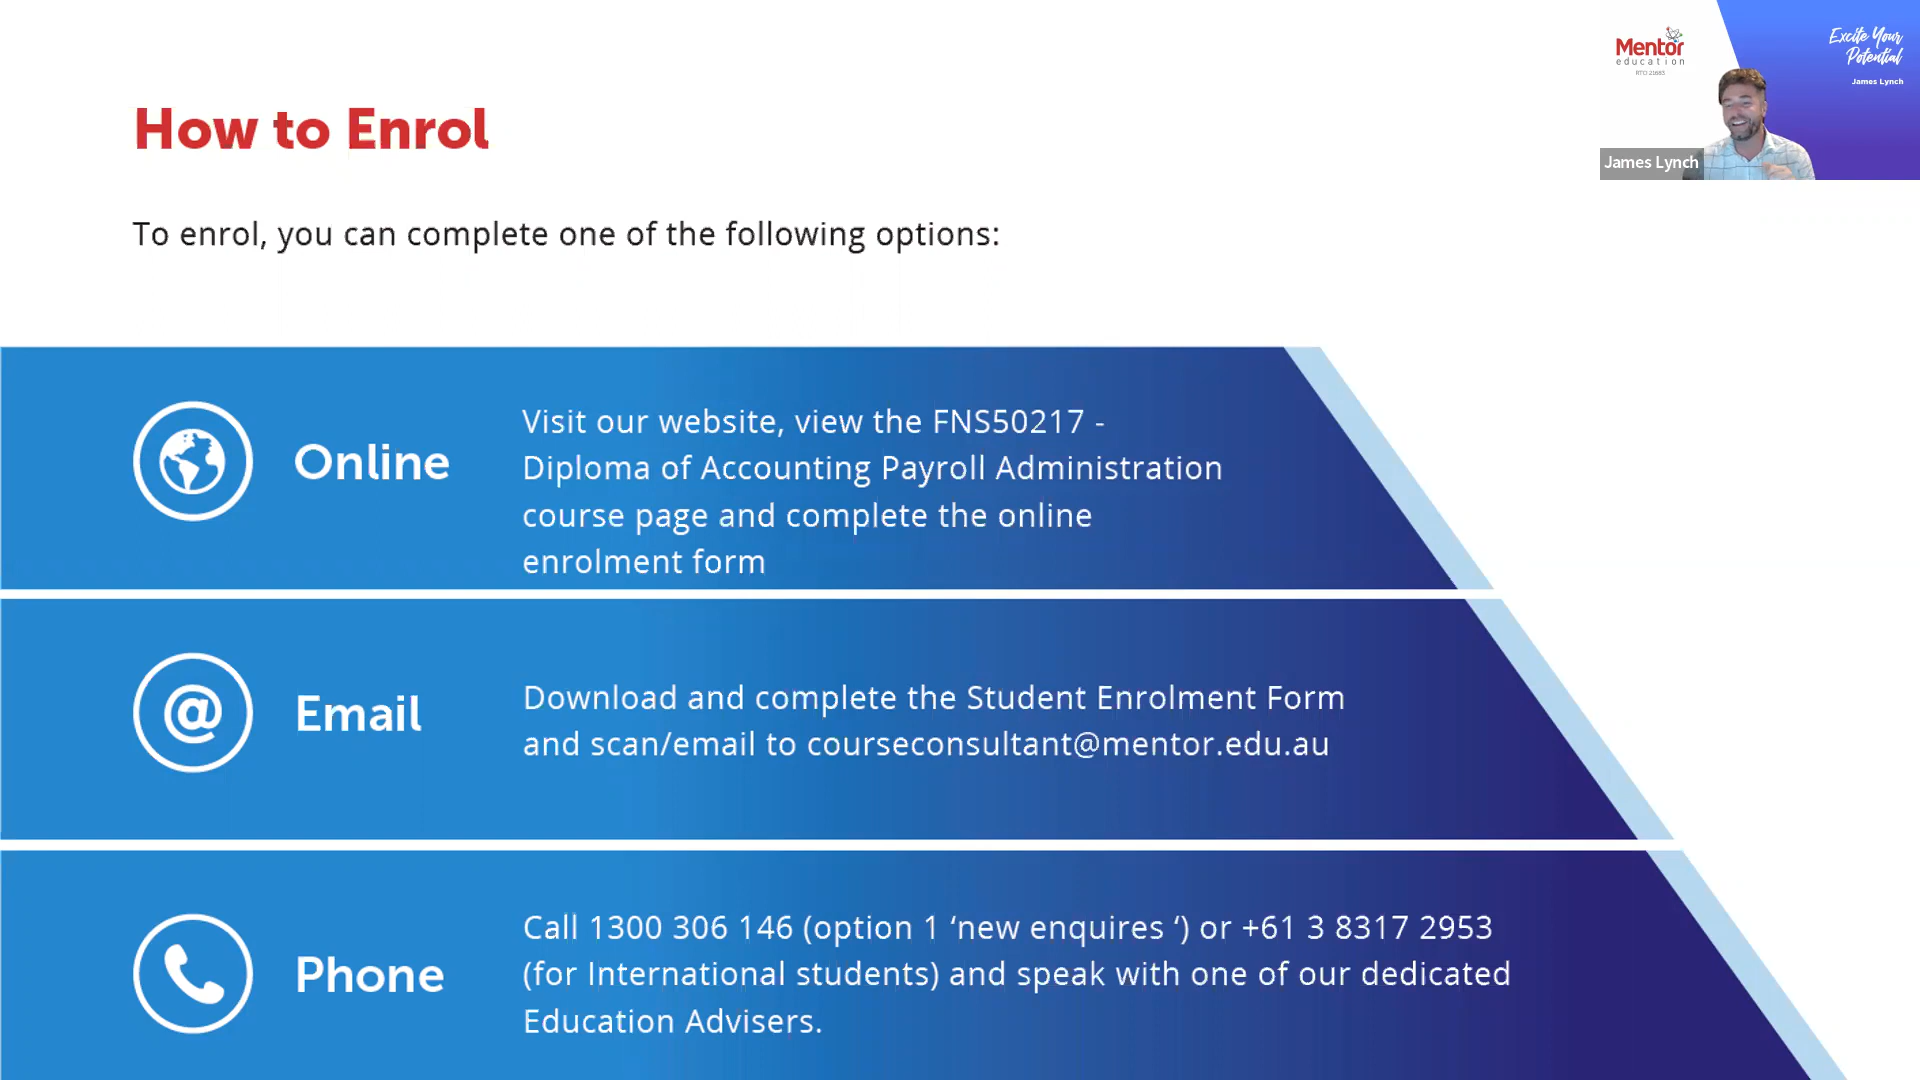 Mentor
education
RTO 21683
Excite Your
Potential
James Lynch
James Lynch
How to Enrol
To enrol, you can complete one of the following options:
Online
Visit our website, view the FNS50217 -
Diploma of Accounting Payroll Administration
course page and complete the online
enrolment form
Email
Download and complete the Student Enrolment Form
and scan/email to courseconsultant@mentor.edu.au
Phone
Call 1300 306 146 (option 1 ‘new enquires ‘) or +61 3 8317 2953
(for International students) and speak with one of our dedicated
Education Advisers.